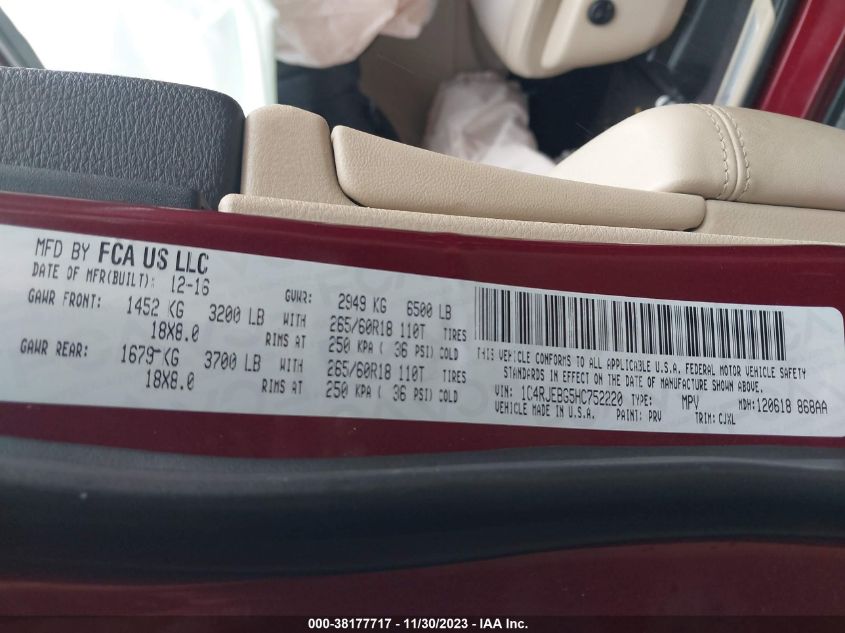 MFD BY FCA US LLC
DATE OF MFR(BUILT): 12-16
GVWR: 2949 KG 6500 LB
GAWR FRONT: 1452 KG 3200 LB WITH 265/60R18 110T TIRES
18X8.0 RIMS AT 250 KPA ( 36 PSI) COLD
GAWR REAR: 1679 KG 3700 LB WITH 265/60R18 110T TIRES
18X8.0 RIMS AT 250 KPA ( 36 PSI) COLD
THIS VEHICLE CONFORMS TO ALL APPLICABLE U.S.A. FEDERAL MOTOR VEHICLE SAFETY
STANDARDS IN EFFECT ON THE DATE OF MANUFACTURE SHOWN ABOVE.
VIN: 1C4RJEBG5HC752220 TYPE: MPV MDH:120618 868AA
VEHICLE MADE IN U.S.A. PAINT: PRV TRIM: CJXL
000-38177717 - 11/30/2023 - IAA Inc.